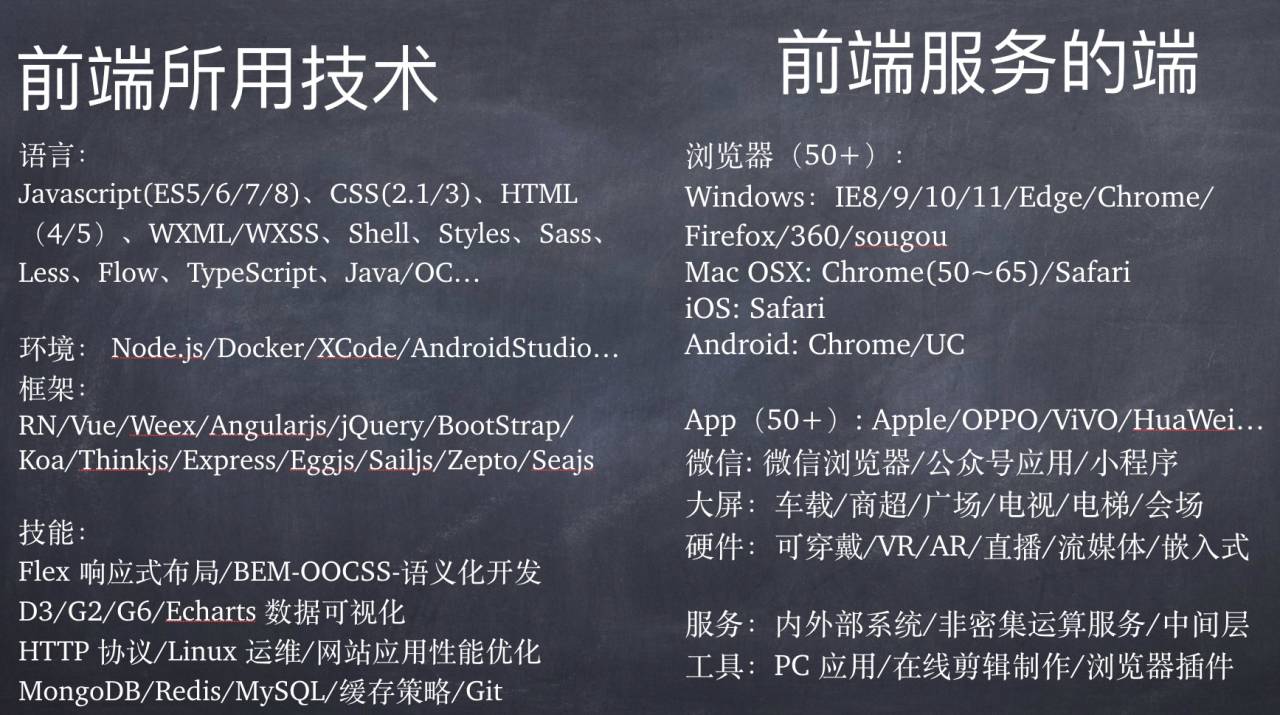 前端所用技术
语言：
Javascript(ES5/6/7/8)、CSS(2.1/3)、HTML
（4/5）、WXML/WXSS、Shell、Styles、Sass、
Less、Flow、TypeScript、Java/OC…
环境： Node.js/Docker/XCode/AndroidStudio…
框架：
RN/Vue/Weex/Angularjs/jQuery/BootStrap/
Koa/Thinkjs/Express/Eggjs/Sailjs/Zepto/Seajs
技能：
Flex 响应式布局/BEM-OOCSS-语义化开发
D3/G2/G6/Echarts 数据可视化
HTTP 协议/Linux 运维/网站应用性能优化
MongoDB/Redis/MySQL/缓存策略/Git
前端服务的端
浏览器（50+）:
Windows：IE8/9/10/11/Edge/Chrome/
Firefox/360/sougou
Mac OSX: Chrome(50~65)/Safari
iOS: Safari
Android: Chrome/UC
App（50+）: Apple/OPPO/ViVO/HuaWei…
微信: 微信浏览器/公众号应用/小程序
大屏：车载/商超/广场/电视/电梯/会场
硬件：可穿戴/VR/AR/直播/流媒体/嵌入式
服务：内外部系统/非密集运算服务/中间层
工具：PC 应用/在线剪辑制作/浏览器插件